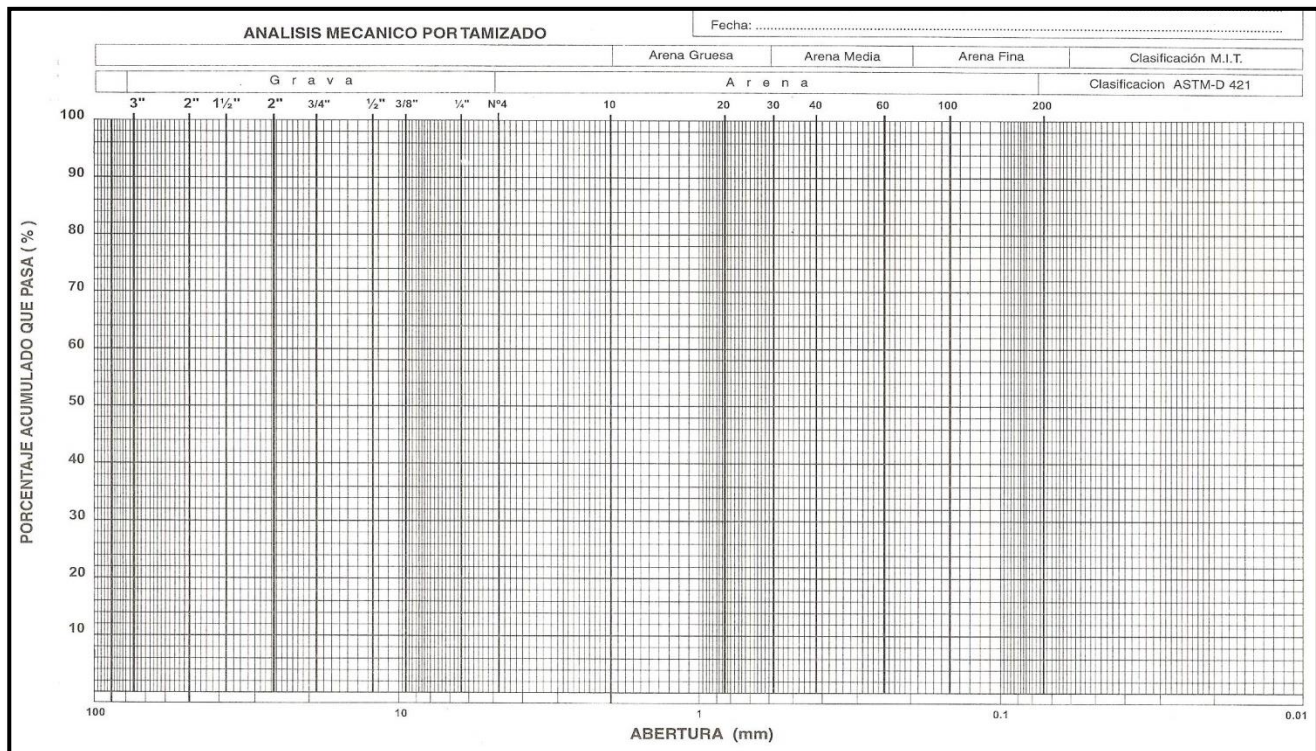 Fecha: ........................................................................
ANALISIS MECANICO POR TAMIZADO
Arena Gruesa Arena Media Arena Fina Clasificación M.I.T.
G r a v a A r e n a Clasificacion ASTM-D 421
3" 2" 1½" 2" 3/4" ½" 3/8" ¼" Nº4 10 20 30 40 60 100 200
100
90
80
70
60
50
40
30
20
10
PORCENTAJE ACUMULADO QUE PASA ( % )
100 10 1 0.1 0.01
ABERTURA (mm)